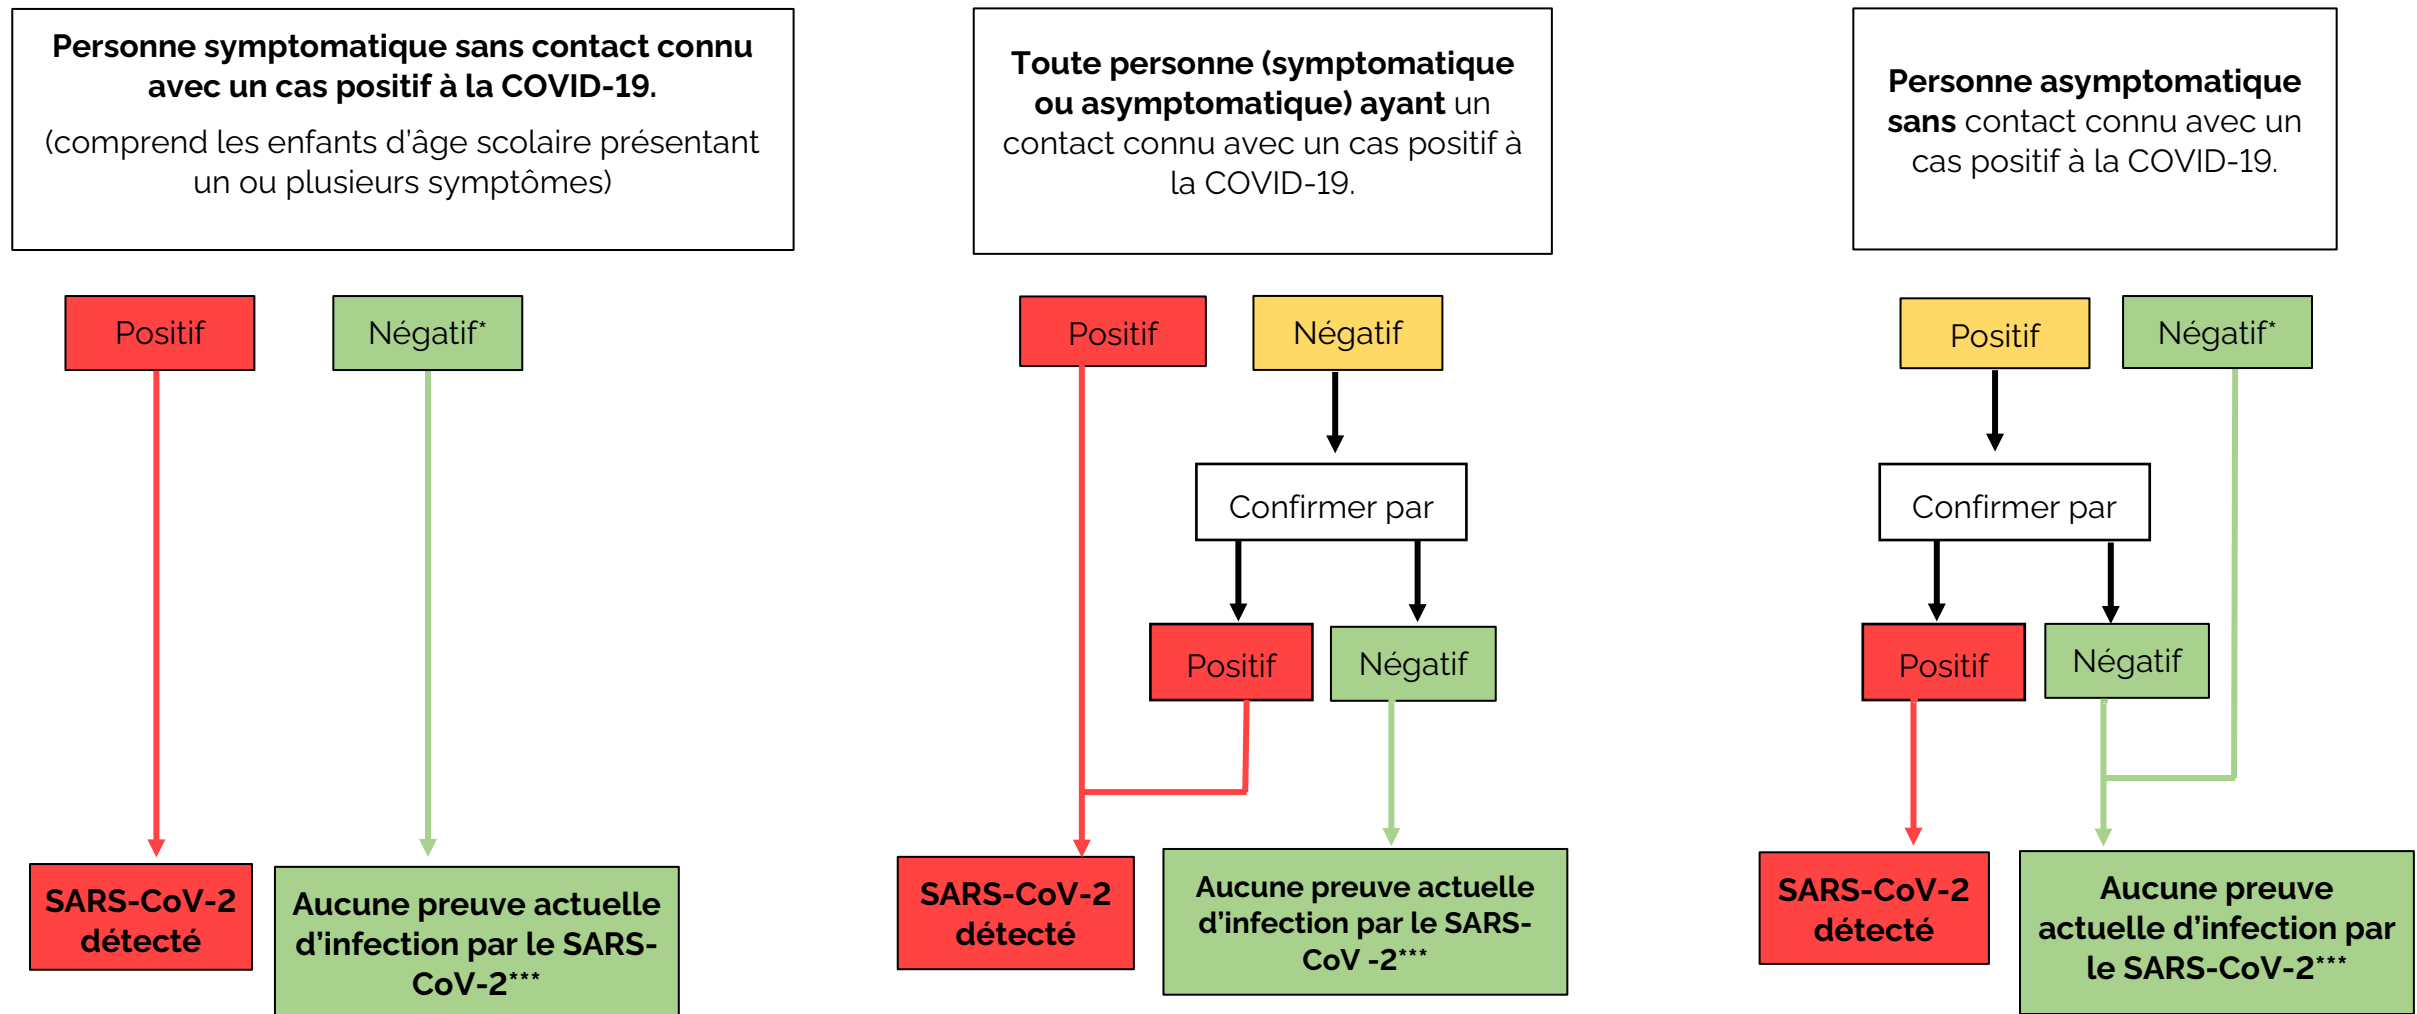 Personne symptomatique sans contact connu
avec un cas positif à la COVID-19.
(comprend les enfants d'âge scolaire présentant
un ou plusieurs symptômes)
Positif
Négatif*
SARS-CoV-2
détecté
Aucune preuve actuelle
d'infection par le SARS-
CoV-2***
Toute personne (symptomatique
ou asymptomatique) ayant un
contact connu avec un cas positif à
la COVID-19.
Positif
Négatif
Confirmer par
Positif
Négatif
SARS-CoV-2
détecté
Aucune preuve actuelle
d'infection par le SARS-
CoV -2***
Personne asymptomatique
sans contact connu avec un
cas positif à la COVID-19.
Positif
Négatif*
Confirmer par
Positif
Négatif
SARS-CoV-2
détecté
Aucune preuve
actuelle d'infection par
le SARS-CoV-2***